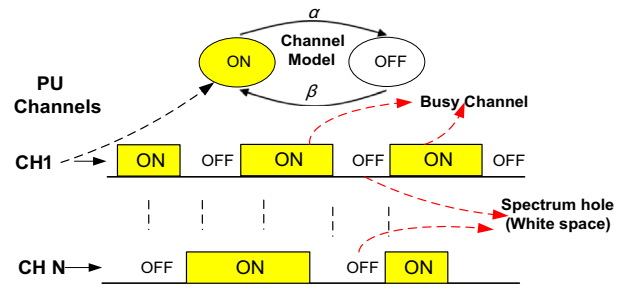 α
ON
Channel
Model
OFF
β
PU
Channels
Busy Channel
CH1
ON OFF ON OFF ON OFF
Spectrum hole
(White space)
CH N
OFF ON OFF ON